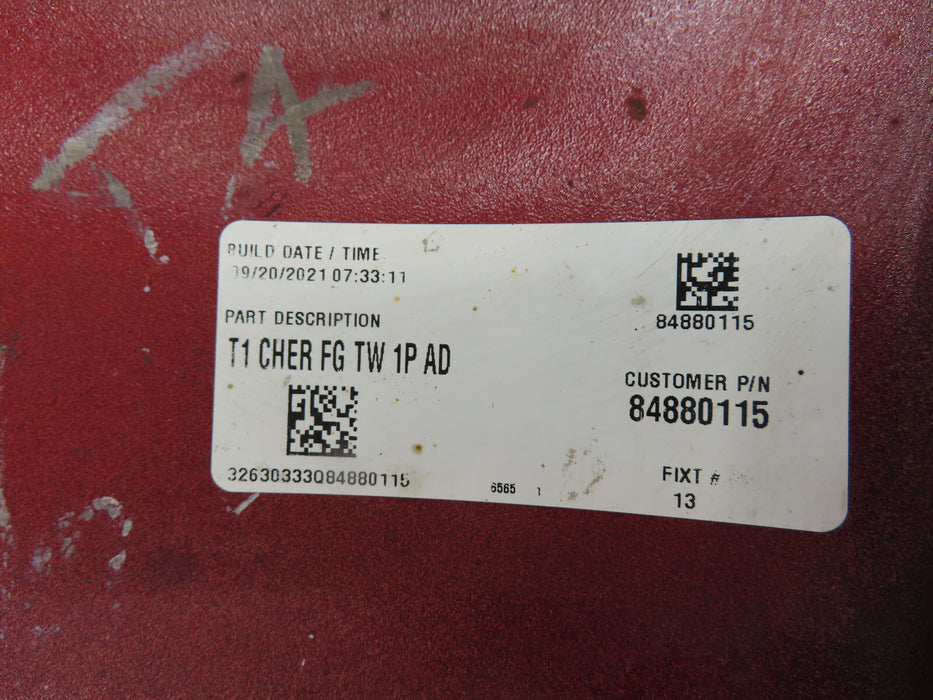 A
BUILD DATE / TIME
09/20/2021 07:33:11
84880115
PART DESCRIPTION
T1 CHER FG TW 1P AD
CUSTOMER P/N
84880115
32630333Q84880115
6565 1
FIXT #
13